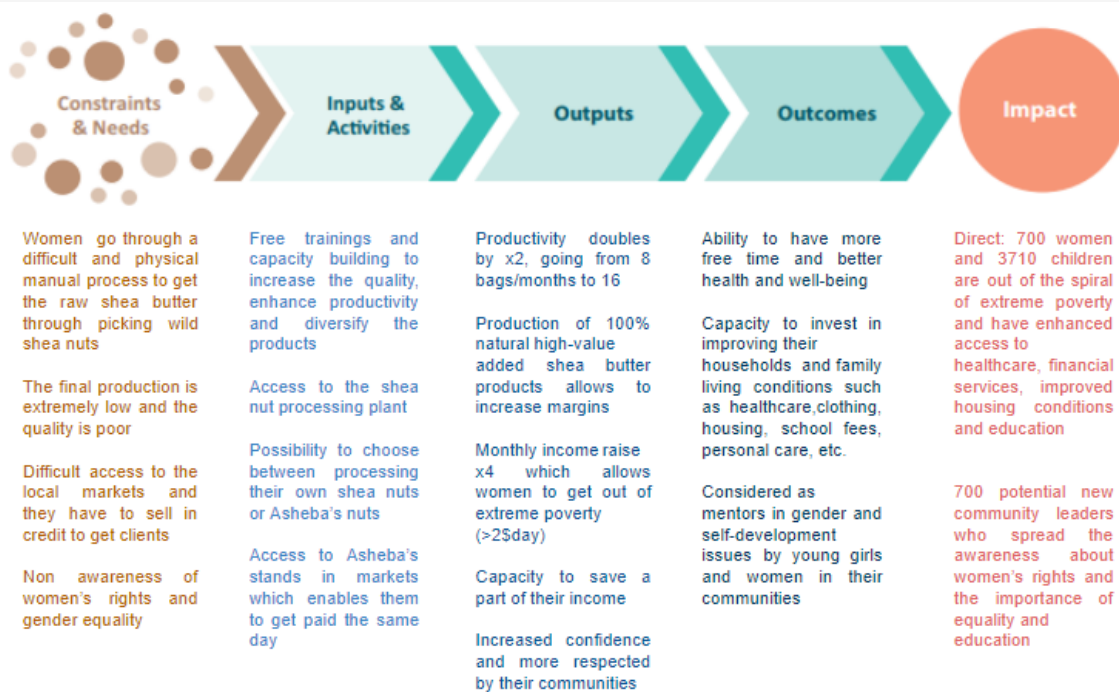 Constraints
& Needs
Inputs &
Activities
Outputs
Outcomes
Impact
Women go through a
difficult and physical
manual process to get
the raw shea butter
through picking wild
shea nuts
The final production is
extremely low and the
quality is poor
Difficult access to the
local markets and
they have to sell in
credit to get clients
Non awareness of
women's rights and
gender equality
Free trainings and
capacity building to
increase the quality,
enhance productivity
and diversify the
products
Access to the shea
nut processing plant
Possibility to choose
between processing
their own shea nuts
or Asheba's nuts
Access to Asheba's
stands in markets
which enables them
to get paid the same
day
Productivity doubles
by x2, going from 8
bags/months to 16
Production of 100%
natural high-value
added shea butter
products allows to
increase margins
Monthly income raise
x4 which allows
women to get out of
extreme poverty
(>2$day)
Capacity to save a
part of their income
Increased confidence
and more respected
by their communities
Ability to have more
free time and better
health and well-being
Capacity to invest in
improving their
households and family
living conditions such
as healthcare,clothing,
housing, school fees,
personal care, etc.
Considered as
mentors in gender and
self-development
issues by young girls
and women in their
communities
Direct: 700 women
and 3710 children
are out of the spiral
of extreme poverty
and have enhanced
access to
healthcare, financial
services, improved
housing conditions
and education
700 potential new
community leaders
who spread the
awareness about
women's rights and
the importance of
equality and
education